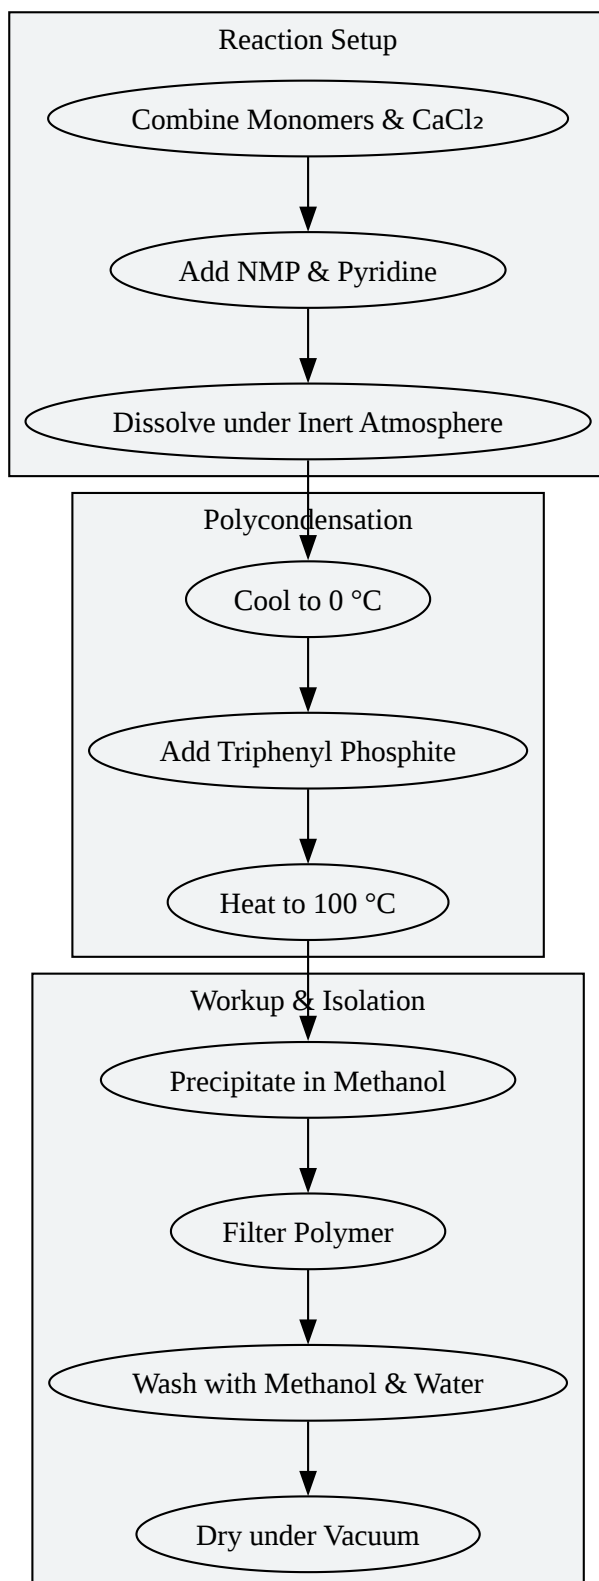 Reaction Setup
Combine Monomers & CaCl₂
Add NMP & Pyridine
Dissolve under Inert Atmosphere
Polycondensation
Cool to 0 °C
Add Triphenyl Phosphite
Heat to 100 °C
Workup & Isolation
Precipitate in Methanol
Filter Polymer
Wash with Methanol & Water
Dry under Vacuum